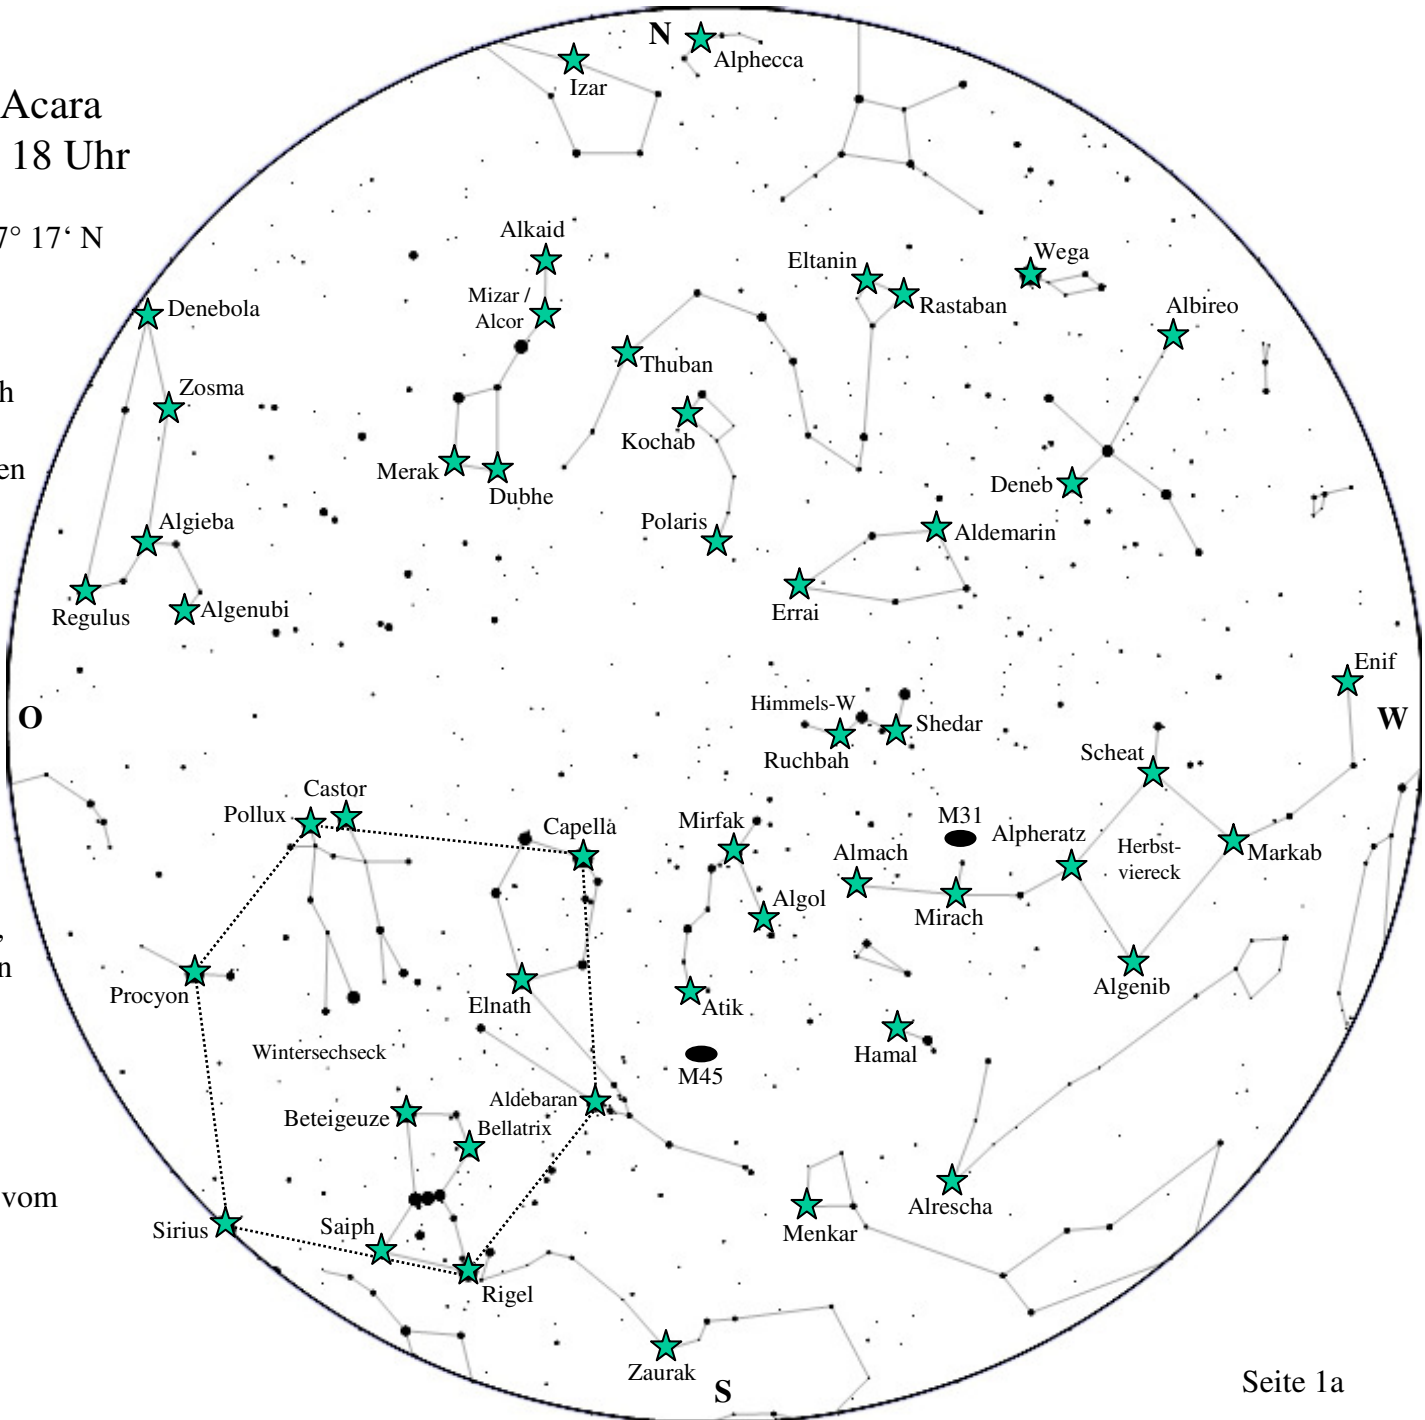 N
Alphecca
Izar
Acara
18 Uhr
7° 17‘ N
Alkaid
Mizar /
Alcor
Eltanin
Rastaban
Wega
Albireo
Denebola
Zosma
Thuban
Kochab
h
en
Merak
Dubhe
Deneb
Algieba
Polaris
Aldemarin
Regulus
Algenubi
Errai
Enif
O
Himmels-W
Shedar
W
Ruchbah
Scheat
Castor
Pollux
Capella
Mirfak
M31
Alpheratz
Herbst-
viereck
Markab
Almach
Algol
Mirach
,
n
Procyon
Elnath
Atik
Algenib
Wintersechseck
M45
Hamal
Aldebaran
Beteigeuze
Bellatrix
vom
Alrescha
Sirius
Saiph
Menkar
Rigel
Zaurak
S
Seite 1a